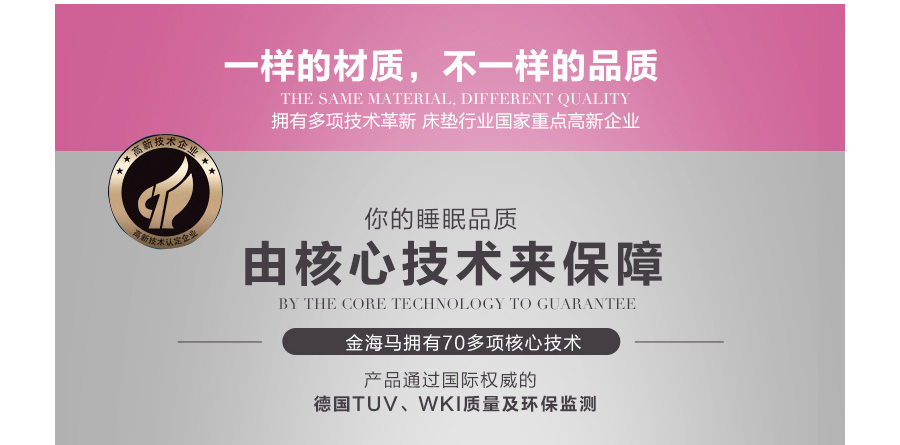 一样的材质，不一样的品质
THE SAME MATERIAL, DIFFERENT QUALITY
拥有多项技术革新 床垫行业国家重点高新企业
高新技术企业
高新技术认定企业
你的睡眠品质
由核心技术来保障
BY THE CORE TECHNOLOGY TO GUARANTEE
金海马拥有70多项核心技术
产品通过国际权威的
德国TUV、WKI质量及环保监测